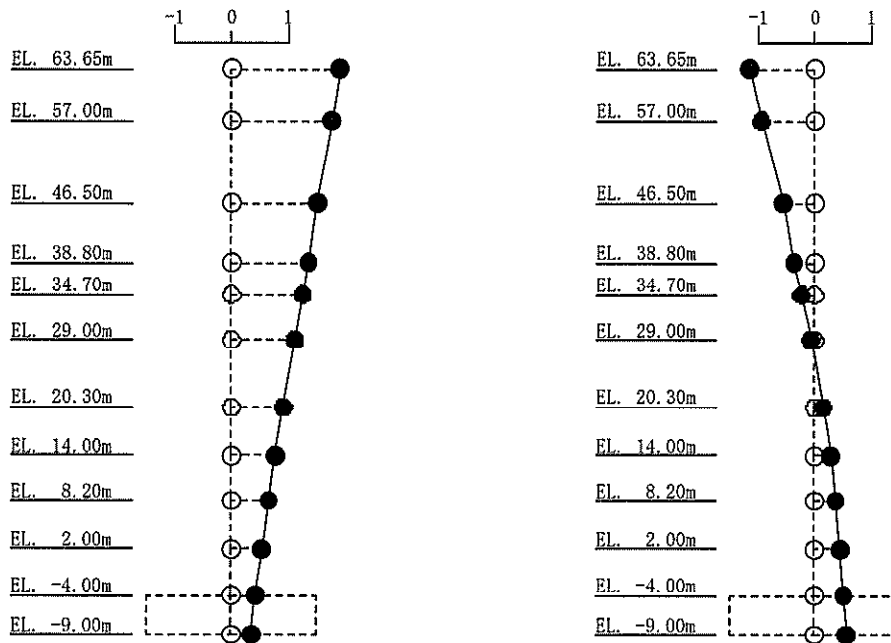 ~1 0 1
EL. 63.65m
EL. 57.00m
EL. 46.50m
EL. 38.80m
EL. 34.70m
EL. 29.00m
EL. 20.30m
EL. 14.00m
EL. 8.20m
EL. 2.00m
EL. -4.00m
EL. -9.00m
-1 0 1
EL. 63.65m
EL. 57.00m
EL. 46.50m
EL. 38.80m
EL. 34.70m
EL. 29.00m
EL. 20.30m
EL. 14.00m
EL. 8.20m
EL. 2.00m
EL. -4.00m
EL. -9.00m